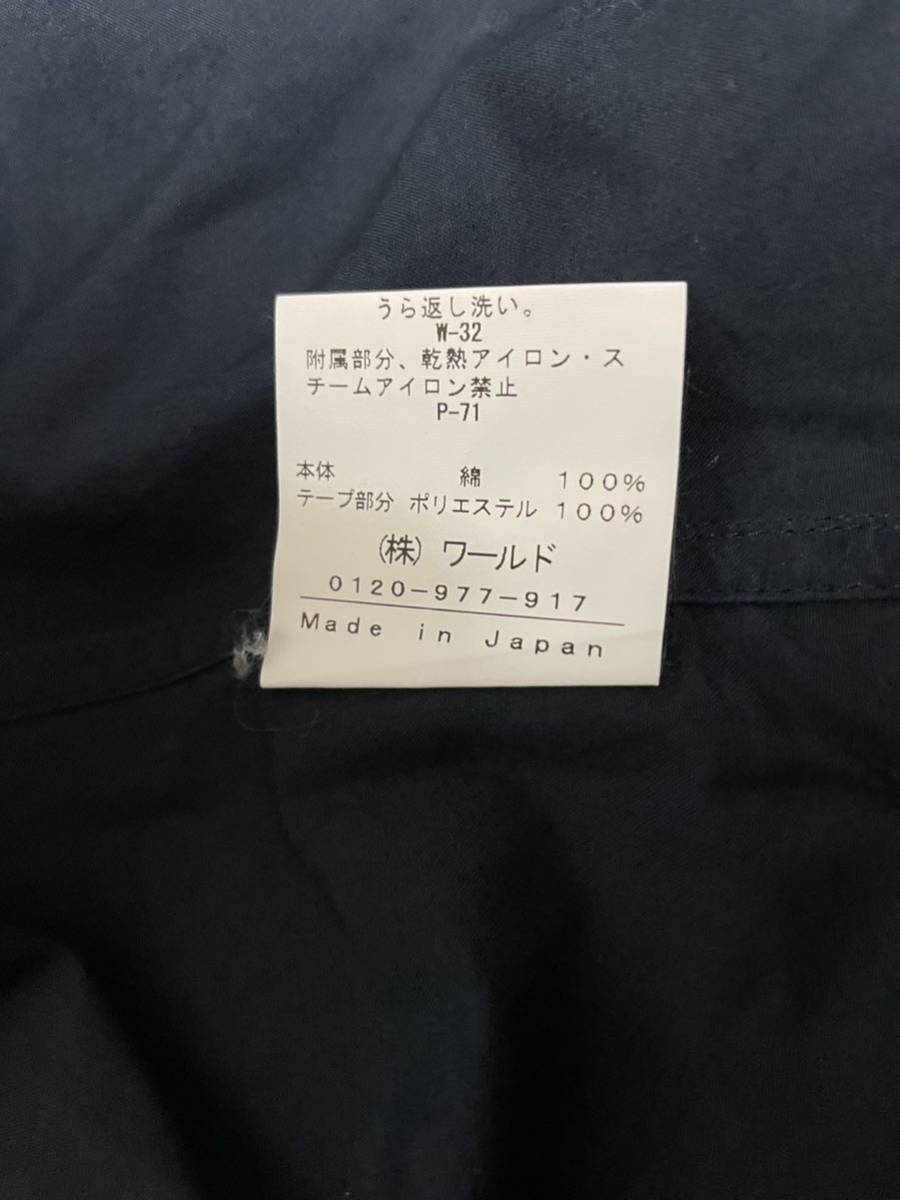 うら返し洗い。
W-32
附属部分、乾熱アイロン・ス
チームアイロン禁止
P-71
本体 綿 100%
テープ部分 ポリエステル 100%
(株) ワールド
0120-977-917
Made in Japan